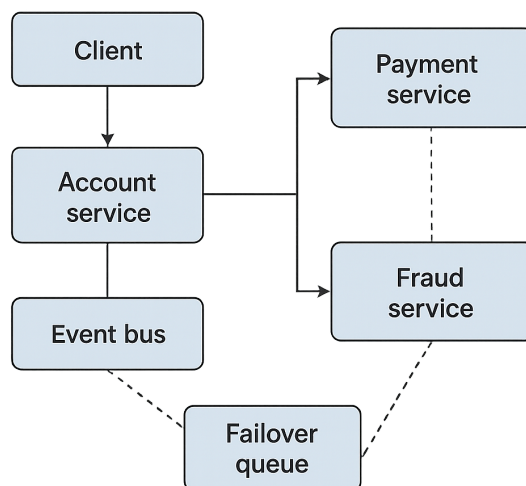 Client
Payment
service
Account
service
Fraud
service
Event bus
Failover
queue